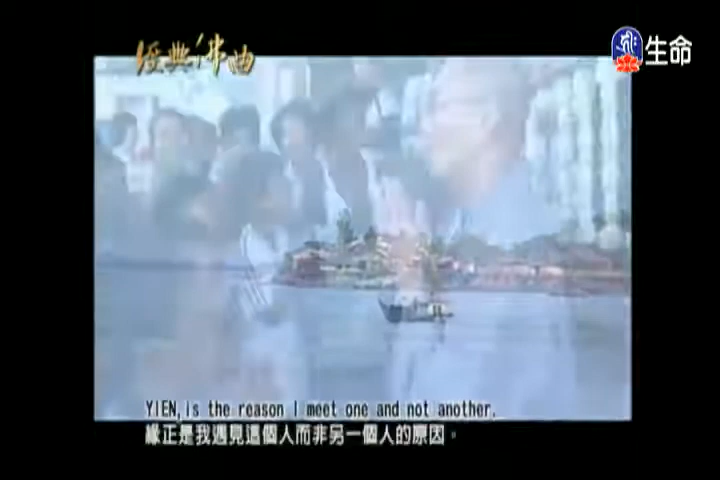 經典佛曲
生命
YIEN,is the reason I meet one and not another.
緣正是我遇見這個人而非另一個人的原因。